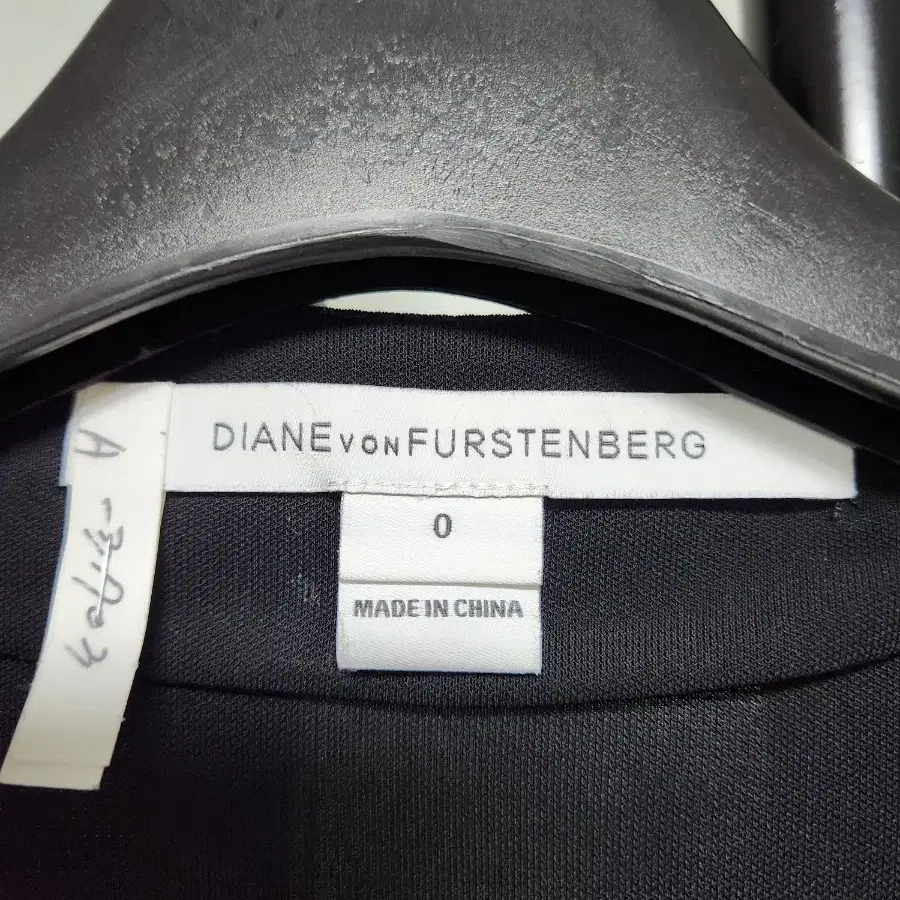 DIANE VON FURSTENBERG
0
MADE IN CHINA
A